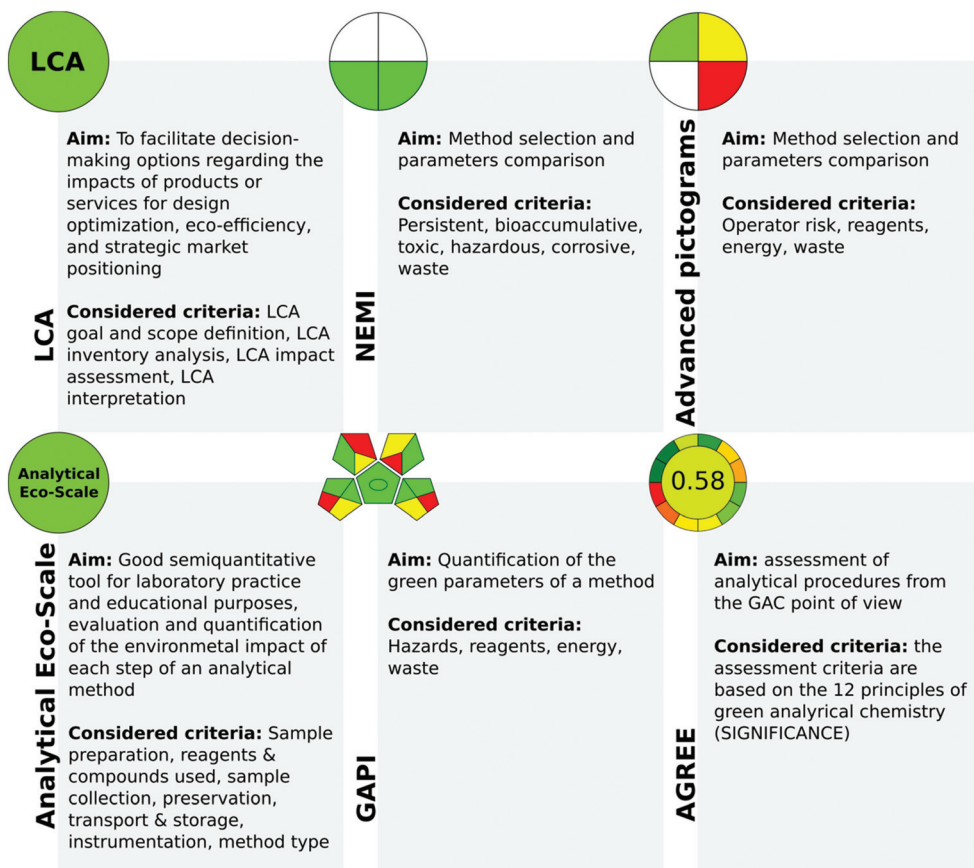 LCA
LCA
Aim: To facilitate decision-
making options regarding the
impacts of products or
services for design
optimization, eco-efficiency,
and strategic market
positioning
Considered criteria: LCA
goal and scope definition, LCA
inventory analysis, LCA impact
assessment, LCA
interpretation
NEMI
Aim: Method selection and
parameters comparison
Considered criteria:
Persistent, bioaccumulative,
toxic, hazardous, corrosive,
waste
Advanced pictograms
Aim: Method selection and
parameters comparison
Considered criteria:
Operator risk, reagents,
energy, waste
Analytical
Eco-Scale
Analytical Eco-Scale
Aim: Good semiquantitative
tool for laboratory practice
and educational purposes,
evaluation and quantification
of the environmetal impact of
each step of an analytical
method
Considered criteria: Sample
preparation, reagents &
compounds used, sample
collection, preservation,
transport & storage,
instrumentation, method type
GAPI
Aim: Quantification of the
green parameters of a method
Considered criteria:
Hazards, reagents, energy,
waste
0.58
AGREE
Aim: assessment of
analytical procedures from
the GAC point of view
Considered criteria: the
assessment criteria are
based on the 12 principles of
green analyrical chemistry
(SIGNIFICANCE)